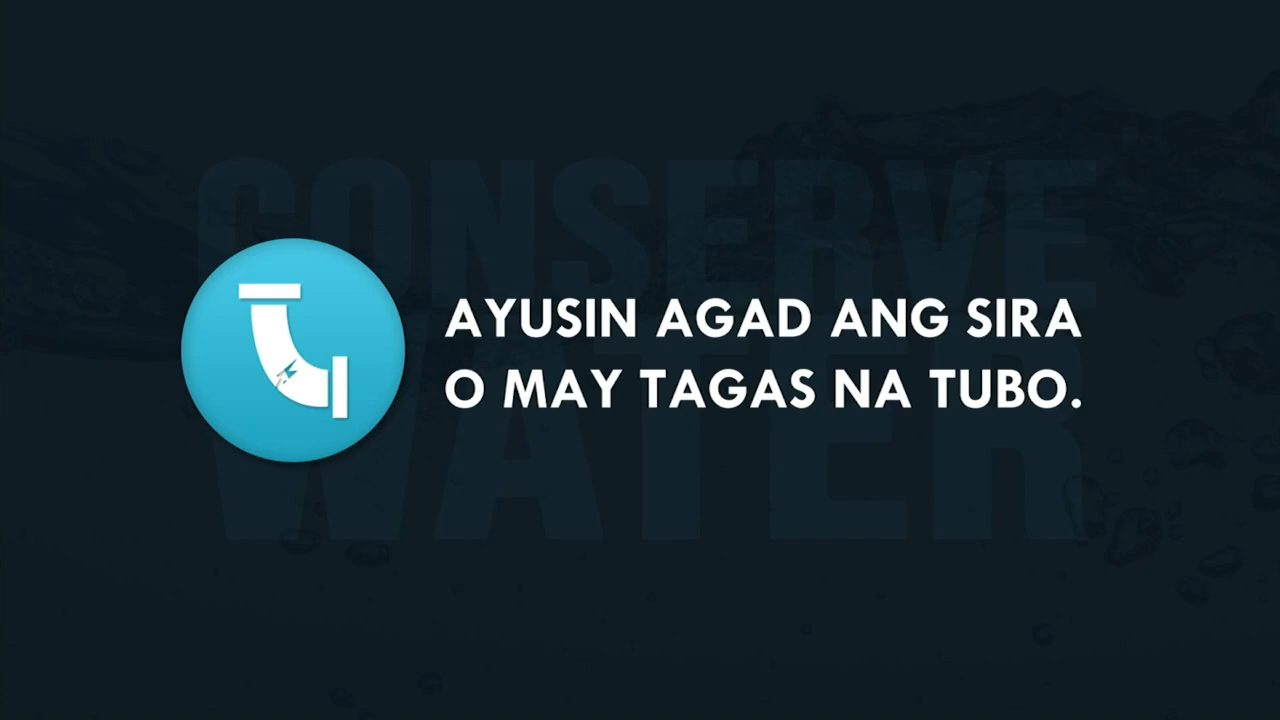 CONSERVE
WATER
AYUSIN AGAD ANG SIRA
O MAY TAGAS NA TUBO.